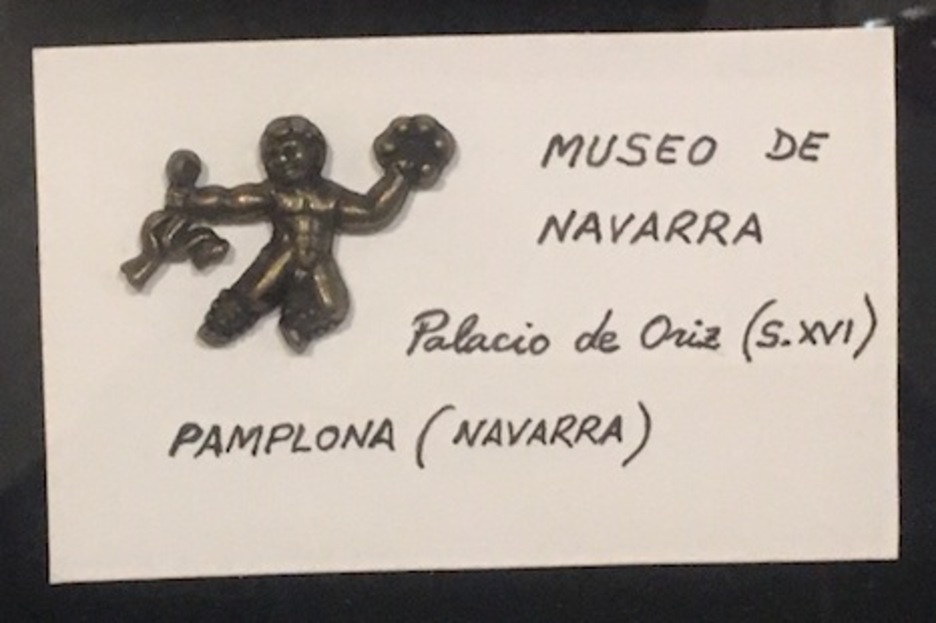 MUSEO DE
NAVARRA
Palacio de Oriz (S.XVI)
PAMPLONA (NAVARRA)